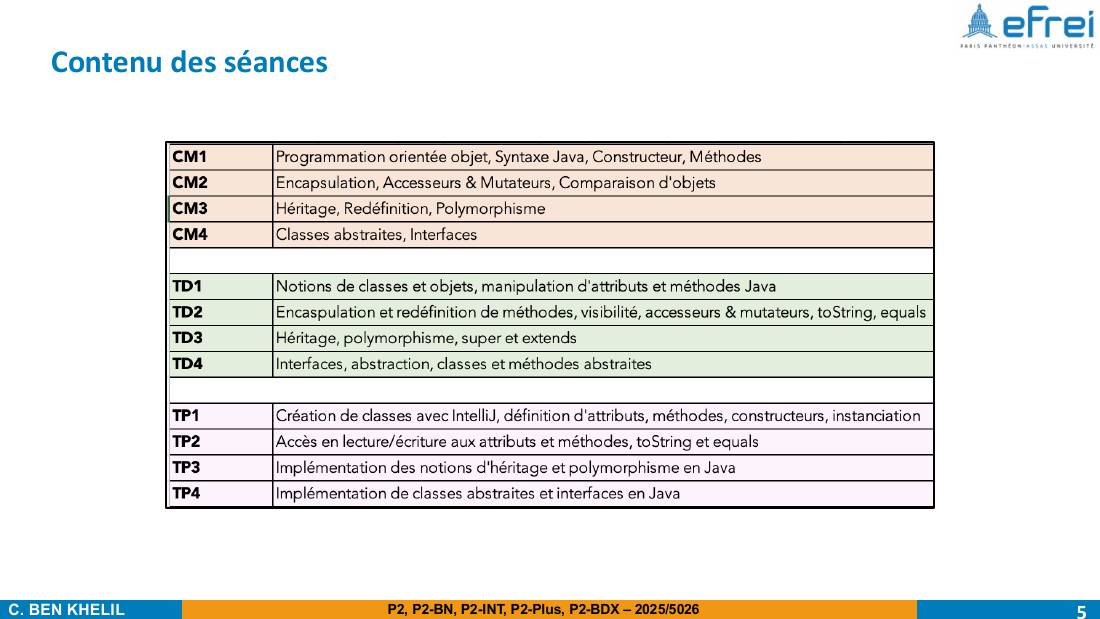 efrei
PARIS PANTHÉON-ASSAS UNIVERSITÉ
Contenu des séances
CM1 Programmation orientée objet, Syntaxe Java, Constructeur, Méthodes
CM2 Encapsulation, Accesseurs & Mutateurs, Comparaison d'objets
CM3 Héritage, Redéfinition, Polymorphisme
CM4 Classes abstraites, Interfaces
TD1 Notions de classes et objets, manipulation d'attributs et méthodes Java
TD2 Encaspulation et redéfinition de méthodes, visibilité, accesseurs & mutateurs, toString, equals
TD3 Héritage, polymorphisme, super et extends
TD4 Interfaces, abstraction, classes et méthodes abstraites
TP1 Création de classes avec IntelliJ, définition d'attributs, méthodes, constructeurs, instanciation
TP2 Accès en lecture/écriture aux attributs et méthodes, toString et equals
TP3 Implémentation des notions d'héritage et polymorphisme en Java
TP4 Implémentation de classes abstraites et interfaces en Java
C. BEN KHELIL P2, P2-BN, P2-INT, P2-Plus, P2-BDX – 2025/5026 5